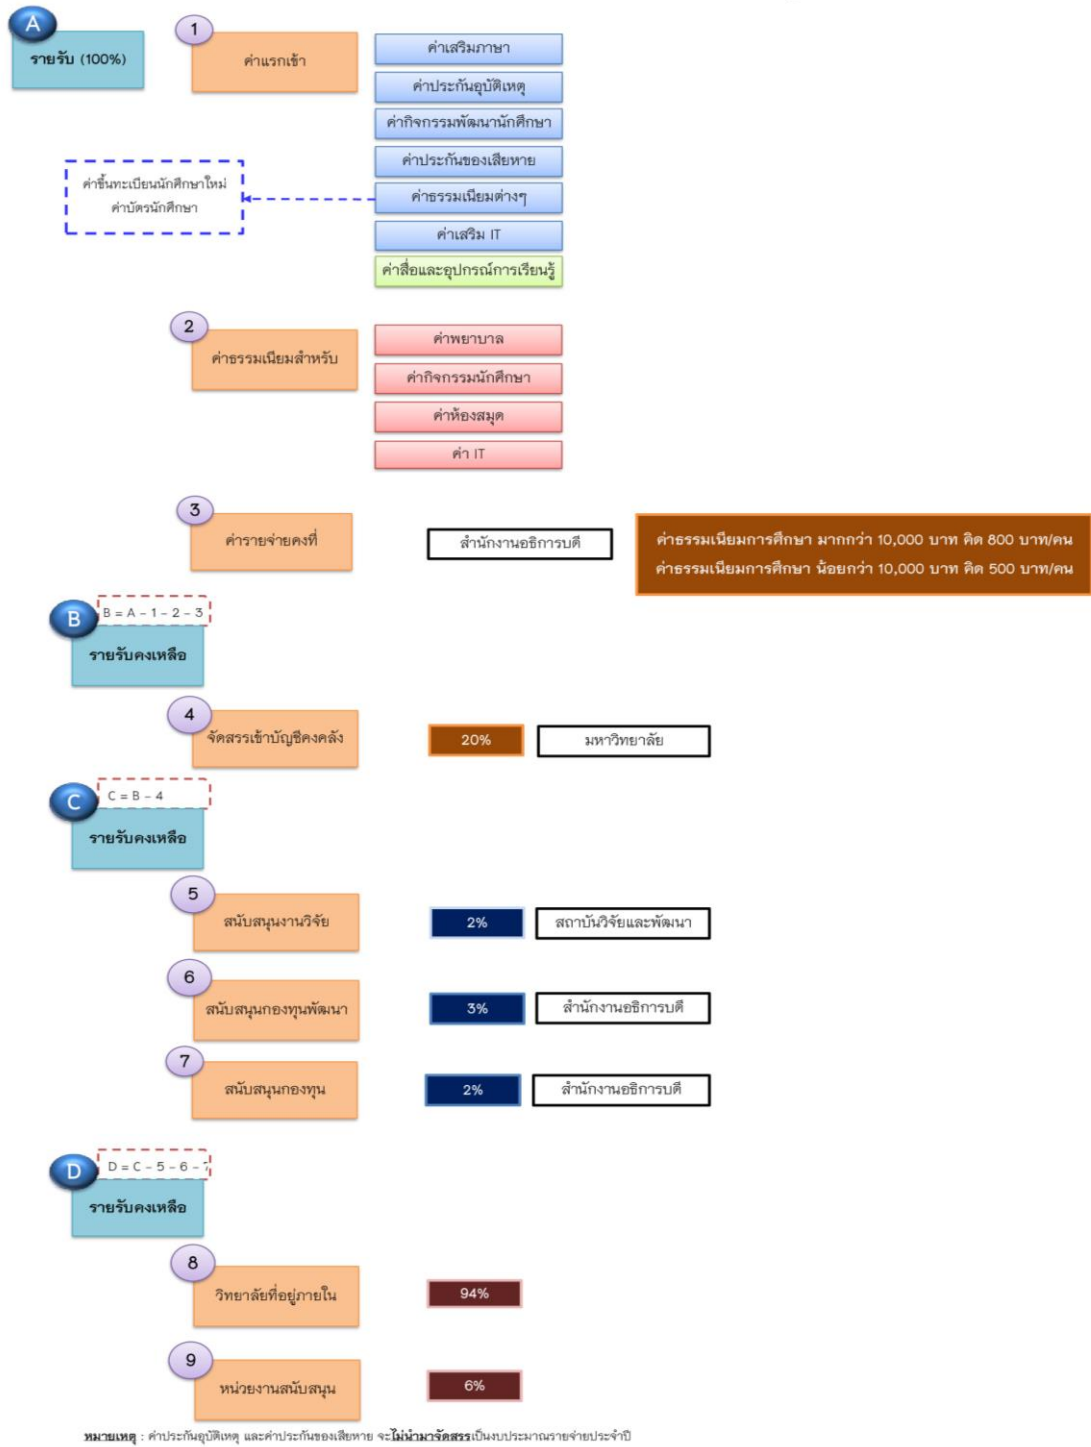 A
รายรับ (100%)
1
ค่าแรกเข้า
ค่าเสริมภาษา
ค่าประกันอุบัติเหตุ
ค่ากิจกรรมพัฒนานักศึกษา
ค่าประกันของเสียหาย
ค่าธรรมเนียมต่างๆ
ค่าขึ้นทะเบียนนักศึกษาใหม่
ค่าบัตรนักศึกษา
ค่าเสริม IT
ค่าสื่อและอุปกรณ์การเรียนรู้
2
ค่าธรรมเนียมสำหรับ
ค่าพยาบาล
ค่ากิจกรรมนักศึกษา
ค่าห้องสมุด
ค่า IT
3
ค่ารายจ่ายคงที่
สำนักงานอธิการบดี
ค่าธรรมเนียมการศึกษา มากกว่า 10,000 บาท คิด 800 บาท/คน
ค่าธรรมเนียมการศึกษา น้อยกว่า 10,000 บาท คิด 500 บาท/คน
B
B = A - 1 - 2 - 3
รายรับคงเหลือ
4
จัดสรรเข้าบัญชีคงคลัง
20%
มหาวิทยาลัย
C
C = B - 4
รายรับคงเหลือ
5
สนับสนุนงานวิจัย
2%
สถาบันวิจัยและพัฒนา
6
สนับสนุนกองทุนพัฒนา
3%
สำนักงานอธิการบดี
7
สนับสนุนกองทุน
2%
สำนักงานอธิการบดี
D
D = C - 5 - 6 - 7
รายรับคงเหลือ
8
วิทยาลัยที่อยู่ภายใน
94%
9
หน่วยงานสนับสนุน
6%
หมายเหตุ : ค่าประกันอุบัติเหตุ และค่าประกันของเสียหาย จะไม่นำมาจัดสรรเป็นงบประมาณรายจ่ายประจำปี